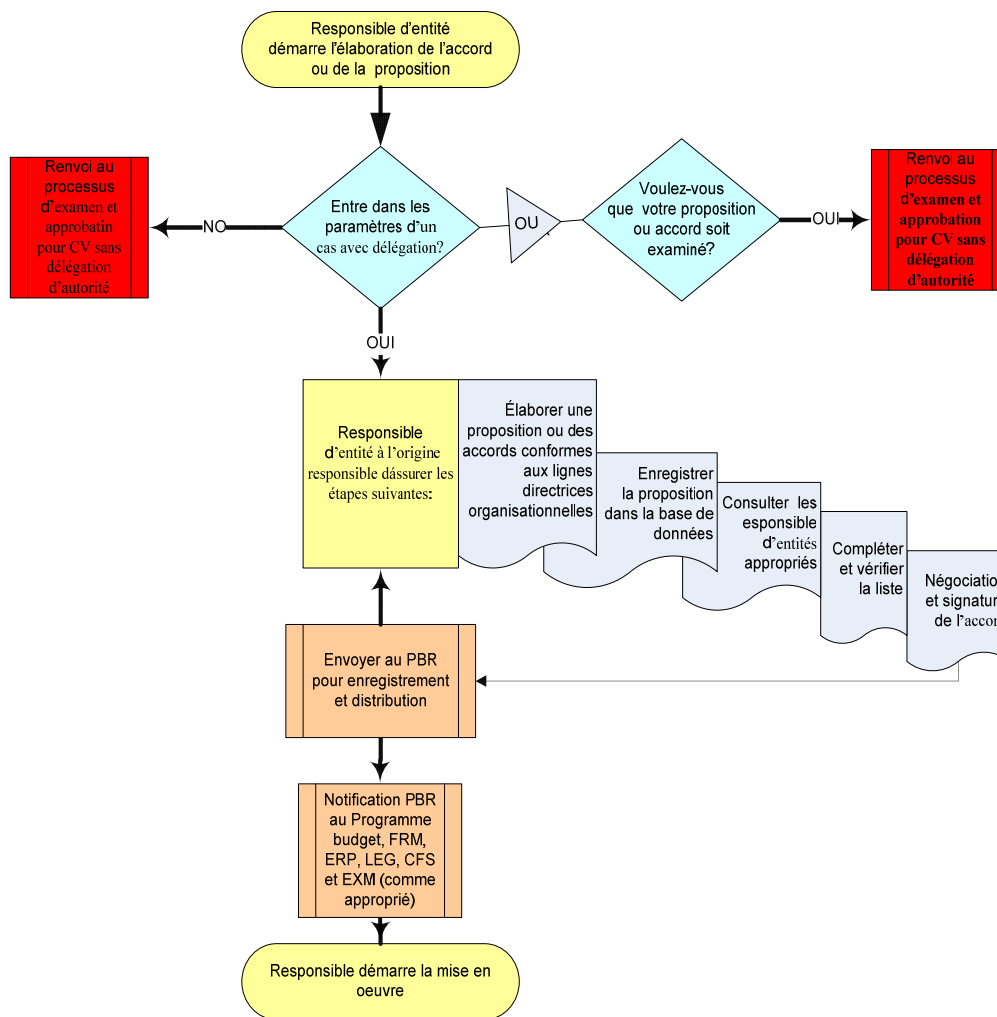 Responsible d'entité
démarre l'élaboration de l'accord
ou de la proposition
Renvoi au
processus
d'examen et
approbatin
pour CV sans
délégation
d'autorité
NO
Entre dans les
paramètres d'un
cas avec délégation?
OU
Voulez-vous
que votre proposition
ou accord soit
examiné?
OUI
Renvoi au
processus
d'examen et
approbation
pour CV sans
délégation
d'autorité
OUI
Responsible
d'entité à l'origine
responsible dássurer les
étapes suivantes:
Élaborer une
proposition ou des
accords conformes
aux lignes
directrices
organisationnelles
Enregistrer
la proposition
dans la base de
données
Consulter les
esponsible
d'entités
appropriés
Compléter
et vérifier
la liste
Négociation
et signatur
de l'accor
Envoyer au PBR
pour enregistrement
et distribution
Notification PBR
au Programme
budget, FRM,
ERP, LEG, CFS
et EXM (comme
approprié)
Responsible démarre la mise en
oeuvre